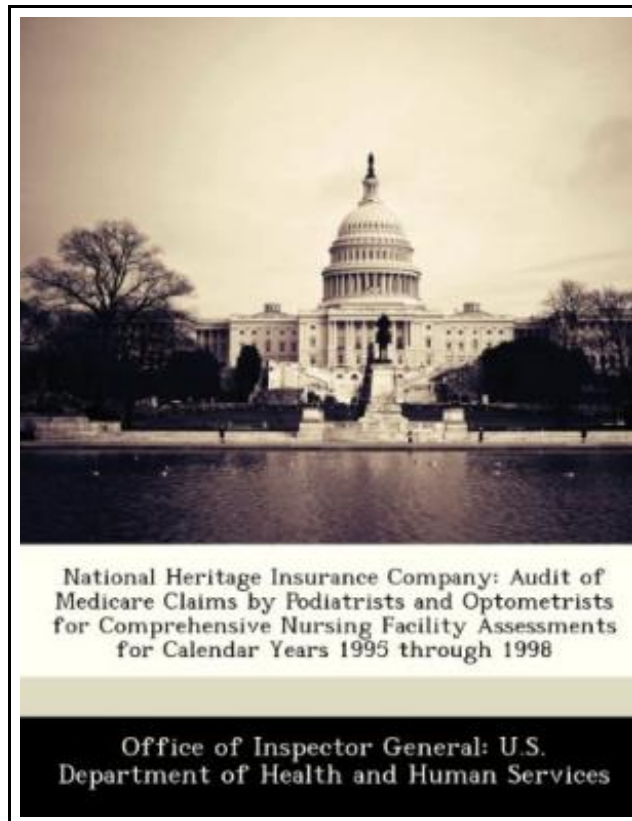 National Heritage Insurance Company: Audit of
Medicare Claims by Podiatrists and Optometrists
for Comprehensive Nursing Facility Assessments
for Calendar Years 1995 through 1998
Office of Inspector General: U.S.
Department of Health and Human Services